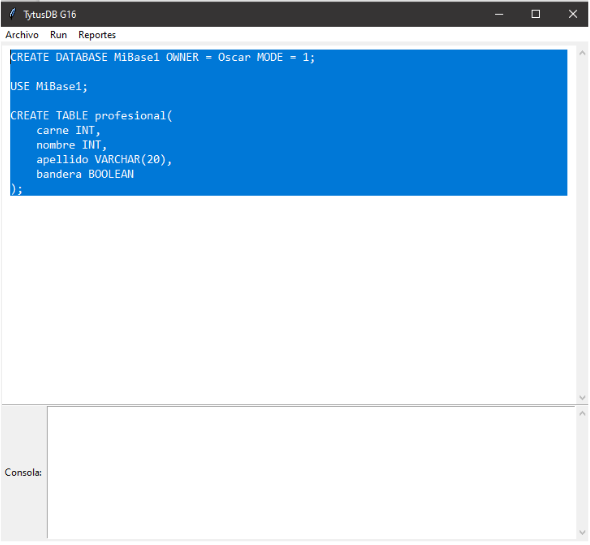 TytusDB G16
Archivo Run Reportes
CREATE DATABASE MiBase1 OWNER = Oscar MODE = 1;
USE MiBase1;
CREATE TABLE profesional(
carne INT,
nombre INT,
apellido VARCHAR(20),
bandera BOOLEAN
);
Consola: